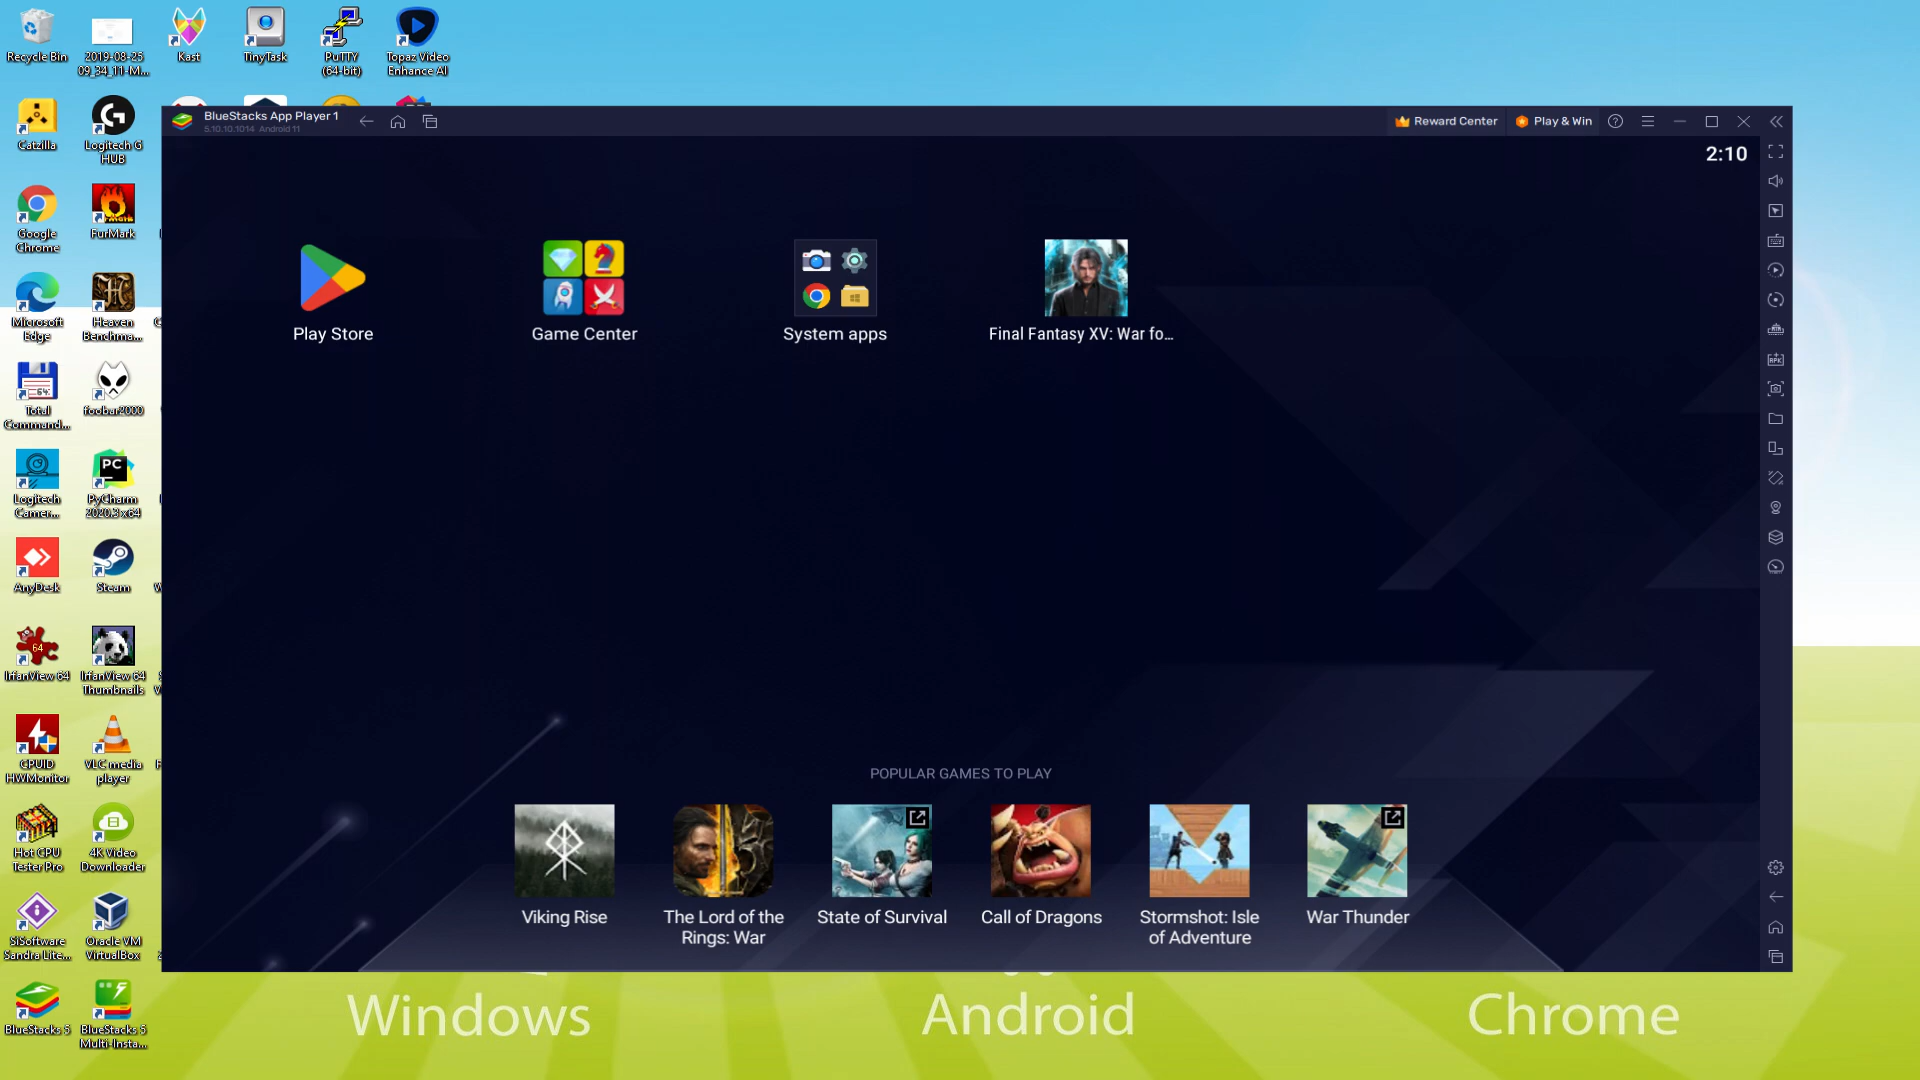 Recycle Bin
2019-08-25
09_34_11-M...
Kast
TinyTask
PuTTY
(64-bit)
Topaz Video
Enhance AI
Catzilla
Logitech G
HUB
Google
Chrome
FurMark
Microsoft
Edge
Heaven
Benchma...
64
Total
Command...
foobar2000
Logitech
Camer...
PC
PyCharm
2020.3 x64
AnyDesk
Steam
64
IrfanView 64
IrfanView 64
Thumbnails
CPUID
HWMonitor
VLC media
player
Hot CPU
Tester Pro
4K Video
Downloader
SiSoftware
Sandra Lite...
Oracle VM
VirtualBox
BlueStacks 5
BlueStacks 5
Multi-Insta...
BlueStacks App Player 1
5.10.10.1014 Android 11
Reward Center
Play & Win
2:10
APK
Play Store
Game Center
System apps
Final Fantasy XV: War fo...
POPULAR GAMES TO PLAY
Viking Rise
The Lord of the
Rings: War
State of Survival
Call of Dragons
Stormshot: Isle
of Adventure
War Thunder
Windows
Android
Chrome